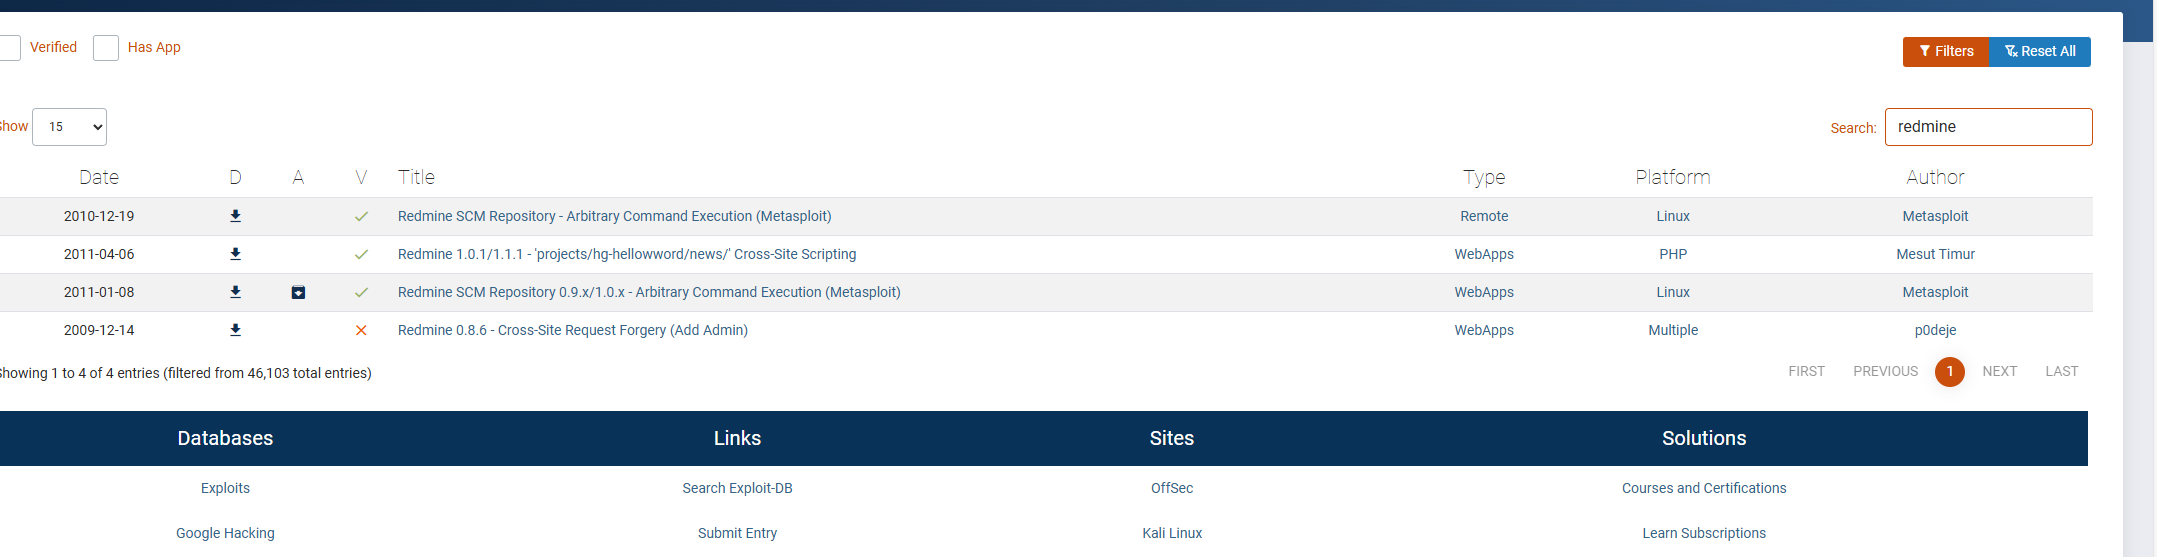 Verified Has App Filters Reset All
Show 15 Search: redmine
Date D A V Title Type Platform Author
2010-12-19 Redmine SCM Repository - Arbitrary Command Execution (Metasploit) Remote Linux Metasploit
2011-04-06 Redmine 1.0.1/1.1.1 - 'projects/hg-hellowword/news/' Cross-Site Scripting WebApps PHP Mesut Timur
2011-01-08 Redmine SCM Repository 0.9.x/1.0.x - Arbitrary Command Execution (Metasploit) WebApps Linux Metasploit
2009-12-14 Redmine 0.8.6 - Cross-Site Request Forgery (Add Admin) WebApps Multiple p0deje
Showing 1 to 4 of 4 entries (filtered from 46,103 total entries) FIRST PREVIOUS 1 NEXT LAST
Databases Links Sites Solutions
Exploits Search Exploit-DB OffSec Courses and Certifications
Google Hacking Submit Entry Kali Linux Learn Subscriptions